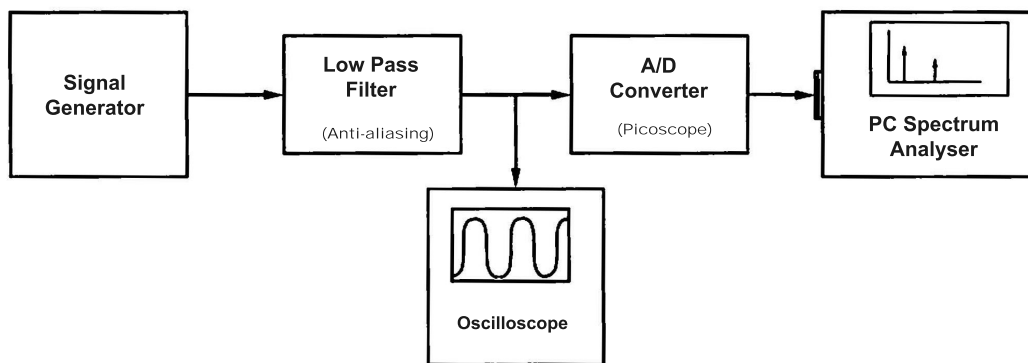 Signal
Generator
Low Pass
Filter
(Anti-aliasing)
A/D
Converter
(Picoscope)
PC Spectrum
Analyser
Oscilloscope